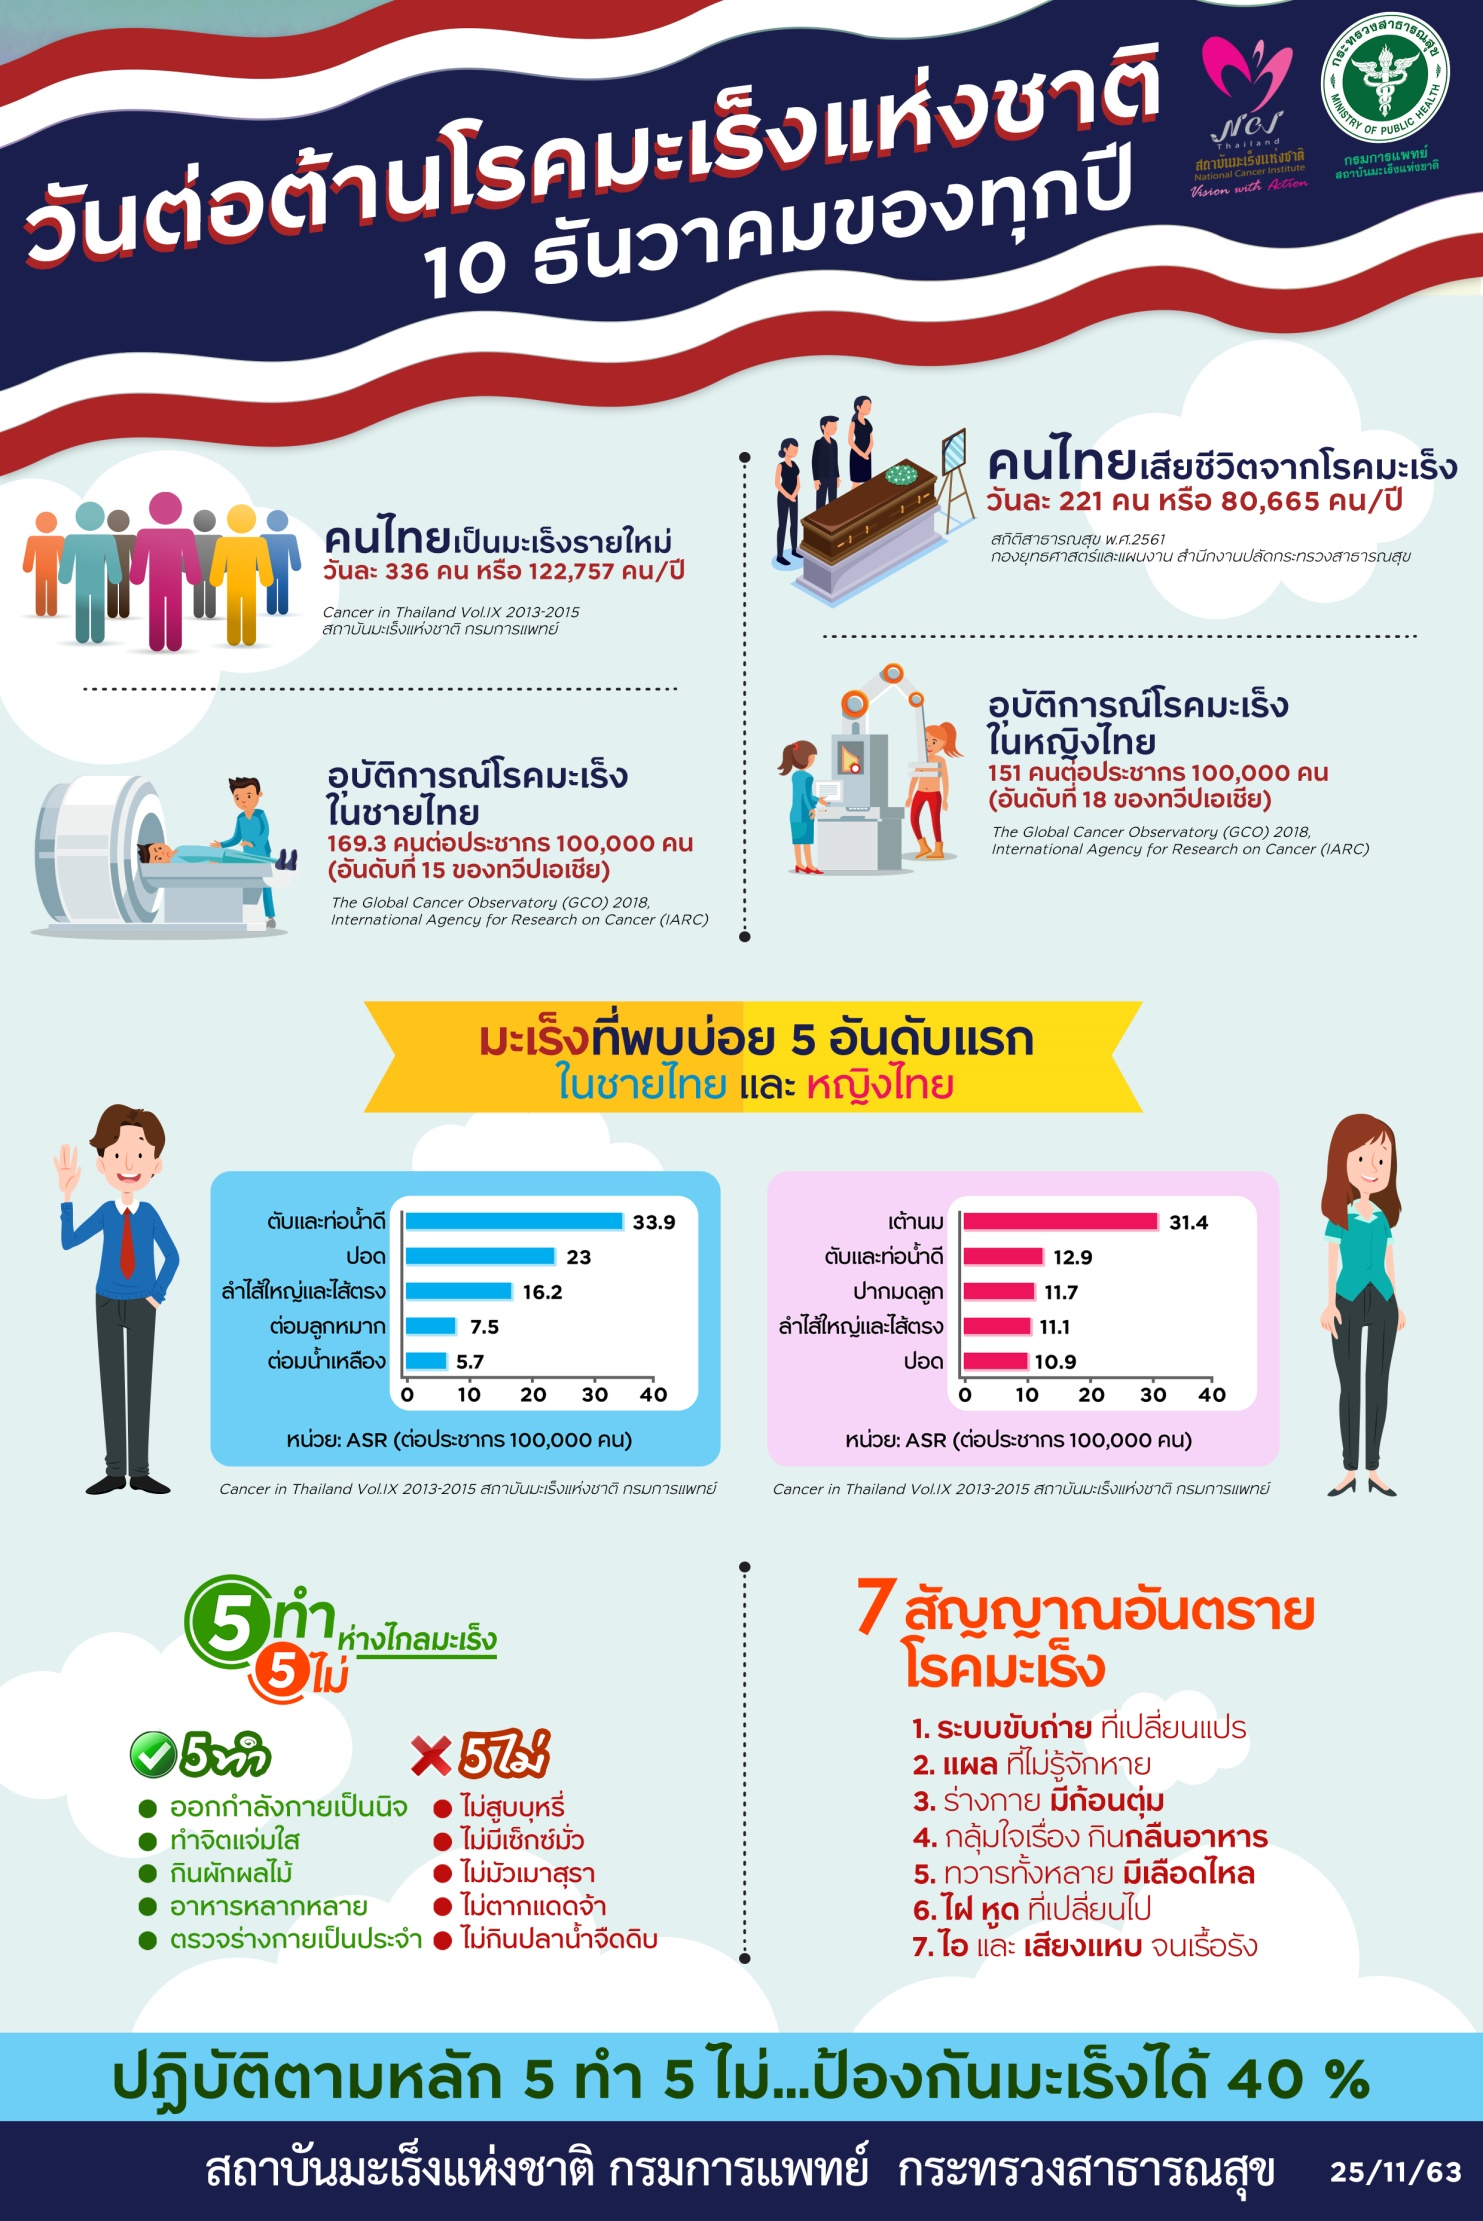 วันต่อต้านโรคมะเร็งแห่งชาติ
10 ธันวาคมของทุกปี
NCI
Thailand
สถาบันมะเร็งแห่งชาติ
National Cancer Institute
Vision with Action
กระทรวงสาธารณสุข
MINISTRY OF PUBLIC HEALTH
กรมการแพทย์
สถาบันมะเร็งแห่งชาติ
คนไทยเป็นมะเร็งรายใหม่
วันละ 336 คน หรือ 122,757 คน/ปี
Cancer in Thailand Vol.IX 2013-2015
สถาบันมะเร็งแห่งชาติ กรมการแพทย์
คนไทยเสียชีวิตจากโรคมะเร็ง
วันละ 221 คน หรือ 80,665 คน/ปี
สถิติสาธารณสุข พ.ศ.2561
กองยุทธศาสตร์และแผนงาน สำนักงานปลัดกระทรวงสาธารณสุข
อุบัติการณ์โรคมะเร็ง
ในชายไทย
169.3 คนต่อประชากร 100,000 คน
(อันดับที่ 15 ของทวีปเอเชีย)
The Global Cancer Observatory (GCO) 2018,
International Agency for Research on Cancer (IARC)
อุบัติการณ์โรคมะเร็ง
ในหญิงไทย
151 คนต่อประชากร 100,000 คน
(อันดับที่ 18 ของทวีปเอเชีย)
The Global Cancer Observatory (GCO) 2018,
International Agency for Research on Cancer (IARC)
มะเร็งที่พบบ่อย 5 อันดับแรก
ในชายไทย และ หญิงไทย
ตับและท่อน้ำดี 33.9
ปอด 23
ลำไส้ใหญ่และไส้ตรง 16.2
ต่อมลูกหมาก 7.5
ต่อมน้ำเหลือง 5.7
0 10 20 30 40
หน่วย: ASR (ต่อประชากร 100,000 คน)
Cancer in Thailand Vol.IX 2013-2015 สถาบันมะเร็งแห่งชาติ กรมการแพทย์
เต้านม 31.4
ตับและท่อน้ำดี 12.9
ปากมดลูก 11.7
ลำไส้ใหญ่และไส้ตรง 11.1
ปอด 10.9
0 10 20 30 40
หน่วย: ASR (ต่อประชากร 100,000 คน)
Cancer in Thailand Vol.IX 2013-2015 สถาบันมะเร็งแห่งชาติ กรมการแพทย์
5 ทำ
5 ไม่
ห่างไกลมะเร็ง
5 ทำ
ออกกำลังกายเป็นนิจ
ทำจิตแจ่มใส
กินผักผลไม้
อาหารหลากหลาย
ตรวจร่างกายเป็นประจำ
5 ไม่
ไม่สูบบุหรี่
ไม่มีเซ็กซ์มั่ว
ไม่มัวเมาสุรา
ไม่ตากแดดจ้า
ไม่กินปลาน้ำจืดดิบ
7 สัญญาณอันตราย
โรคมะเร็ง
1. ระบบขับถ่าย ที่เปลี่ยนแปร
2. แผล ที่ไม่รู้จักหาย
3. ร่างกาย มีก้อนตุ่ม
4. กลุ้มใจเรื่อง กินกลืนอาหาร
5. ทวารทั้งหลาย มีเลือดไหล
6. ไฝ หูด ที่เปลี่ยนไป
7. ไอ และ เสียงแหบ จนเรื้อรัง
ปฏิบัติตามหลัก 5 ทำ 5 ไม่...ป้องกันมะเร็งได้ 40 %
สถาบันมะเร็งแห่งชาติ กรมการแพทย์ กระทรวงสาธารณสุข 25/11/63